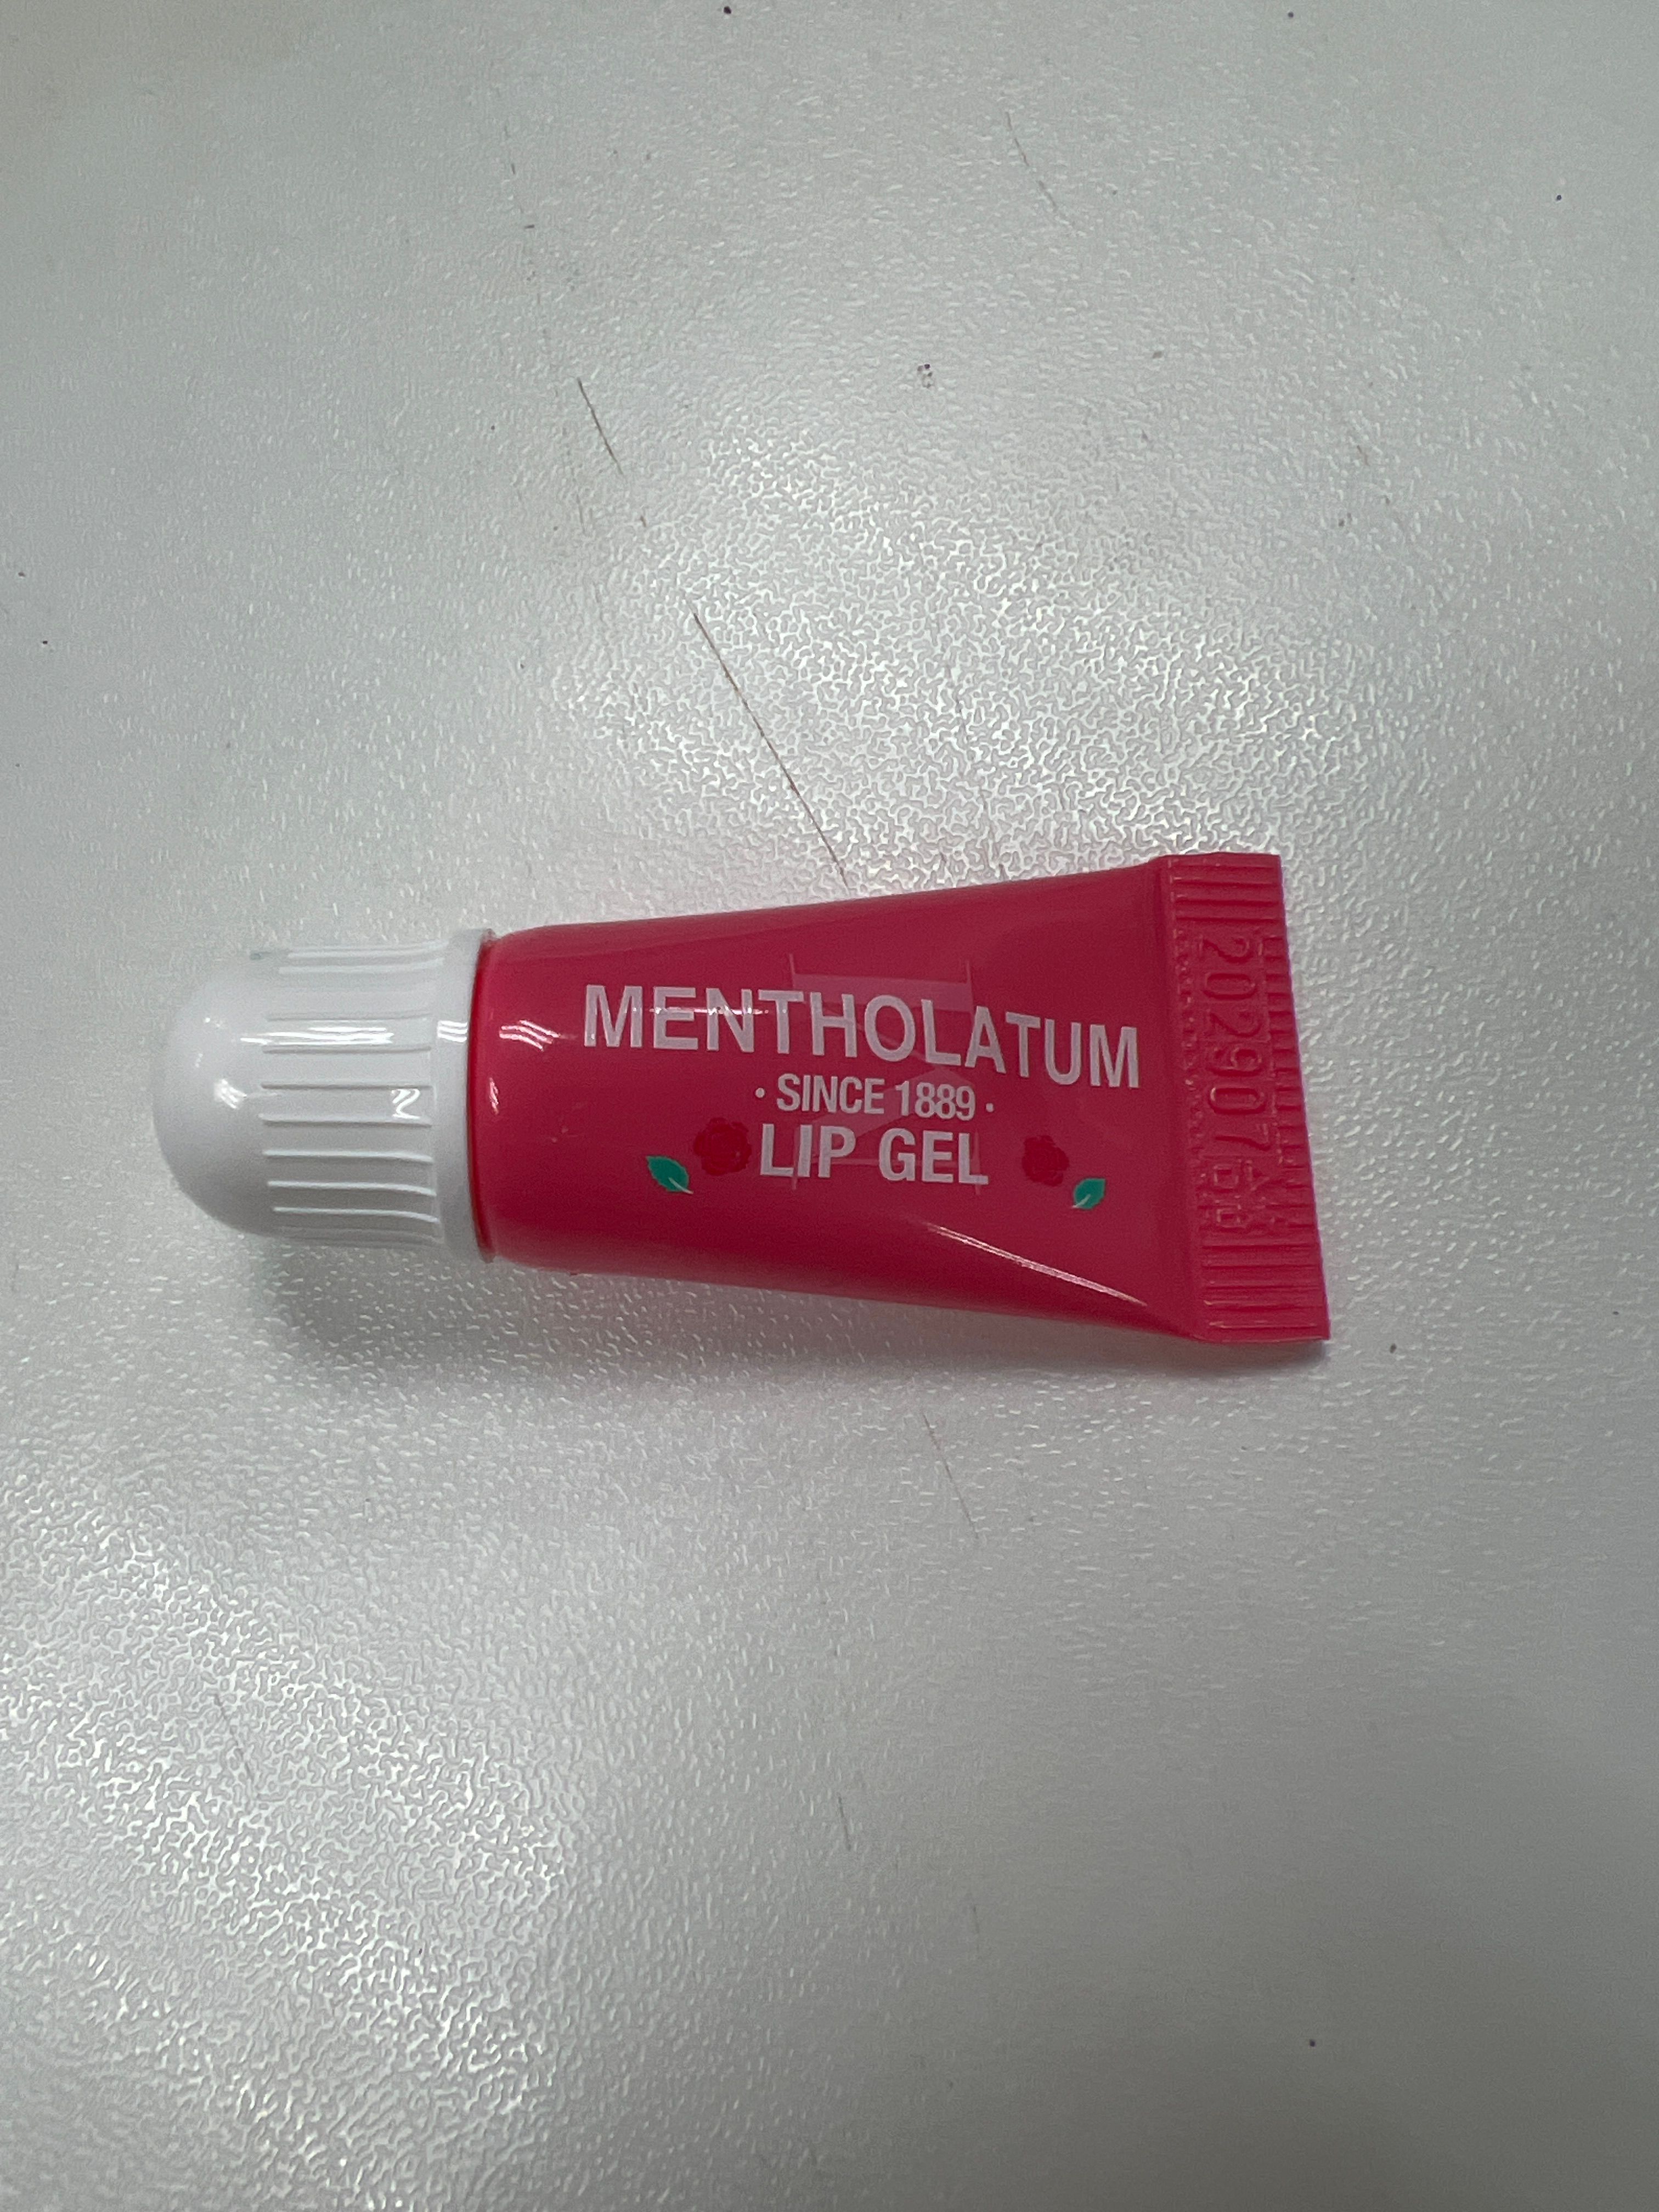 MENTHOLATUM
· SINCE 1889 ·
LIP GEL